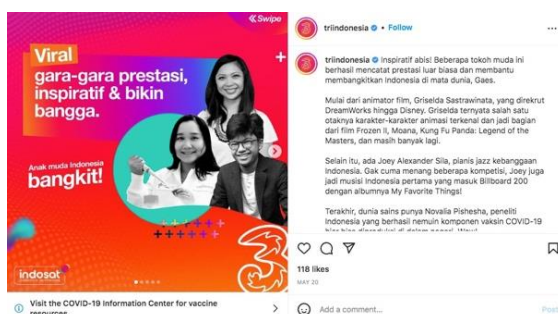 Swipe
Viral
gara-gara prestasi,
inspiratif & bikin
bangga.
Anak muda Indonesia
bangkit!
indosat
3
Visit the COVID-19 Information Center for vaccine
resources
triindonesia • Follow
triindonesia Inspiratif abis! Beberapa tokoh muda ini
berhasil mencatat prestasi luar biasa dan membantu
membangkitkan Indonesia di mata dunia, Gaes.
Mulai dari animator film, Griselda Sastrawinata, yang direkrut
DreamWorks hingga Disney. Griselda ternyata salah satu
otaknya karakter-karakter animasi terkenal dan jadi bagian
dari film Frozen II, Moana, Kung Fu Panda: Legend of the
Masters, dan masih banyak lagi.
Selain itu, ada Joey Alexander Sila, pianis jazz kebanggaan
Indonesia. Gak cuma menang beberapa kompetisi, Joey juga
jadi musisi Indonesia pertama yang masuk Billboard 200
dengan albumnya My Favorite Things!
Terakhir, dunia sains punya Novalia Pishesha, peneliti
Indonesia yang berhasil nemuin komponen vaksin COVID-19
118 likes
MAY 20
Add a comment...
Post